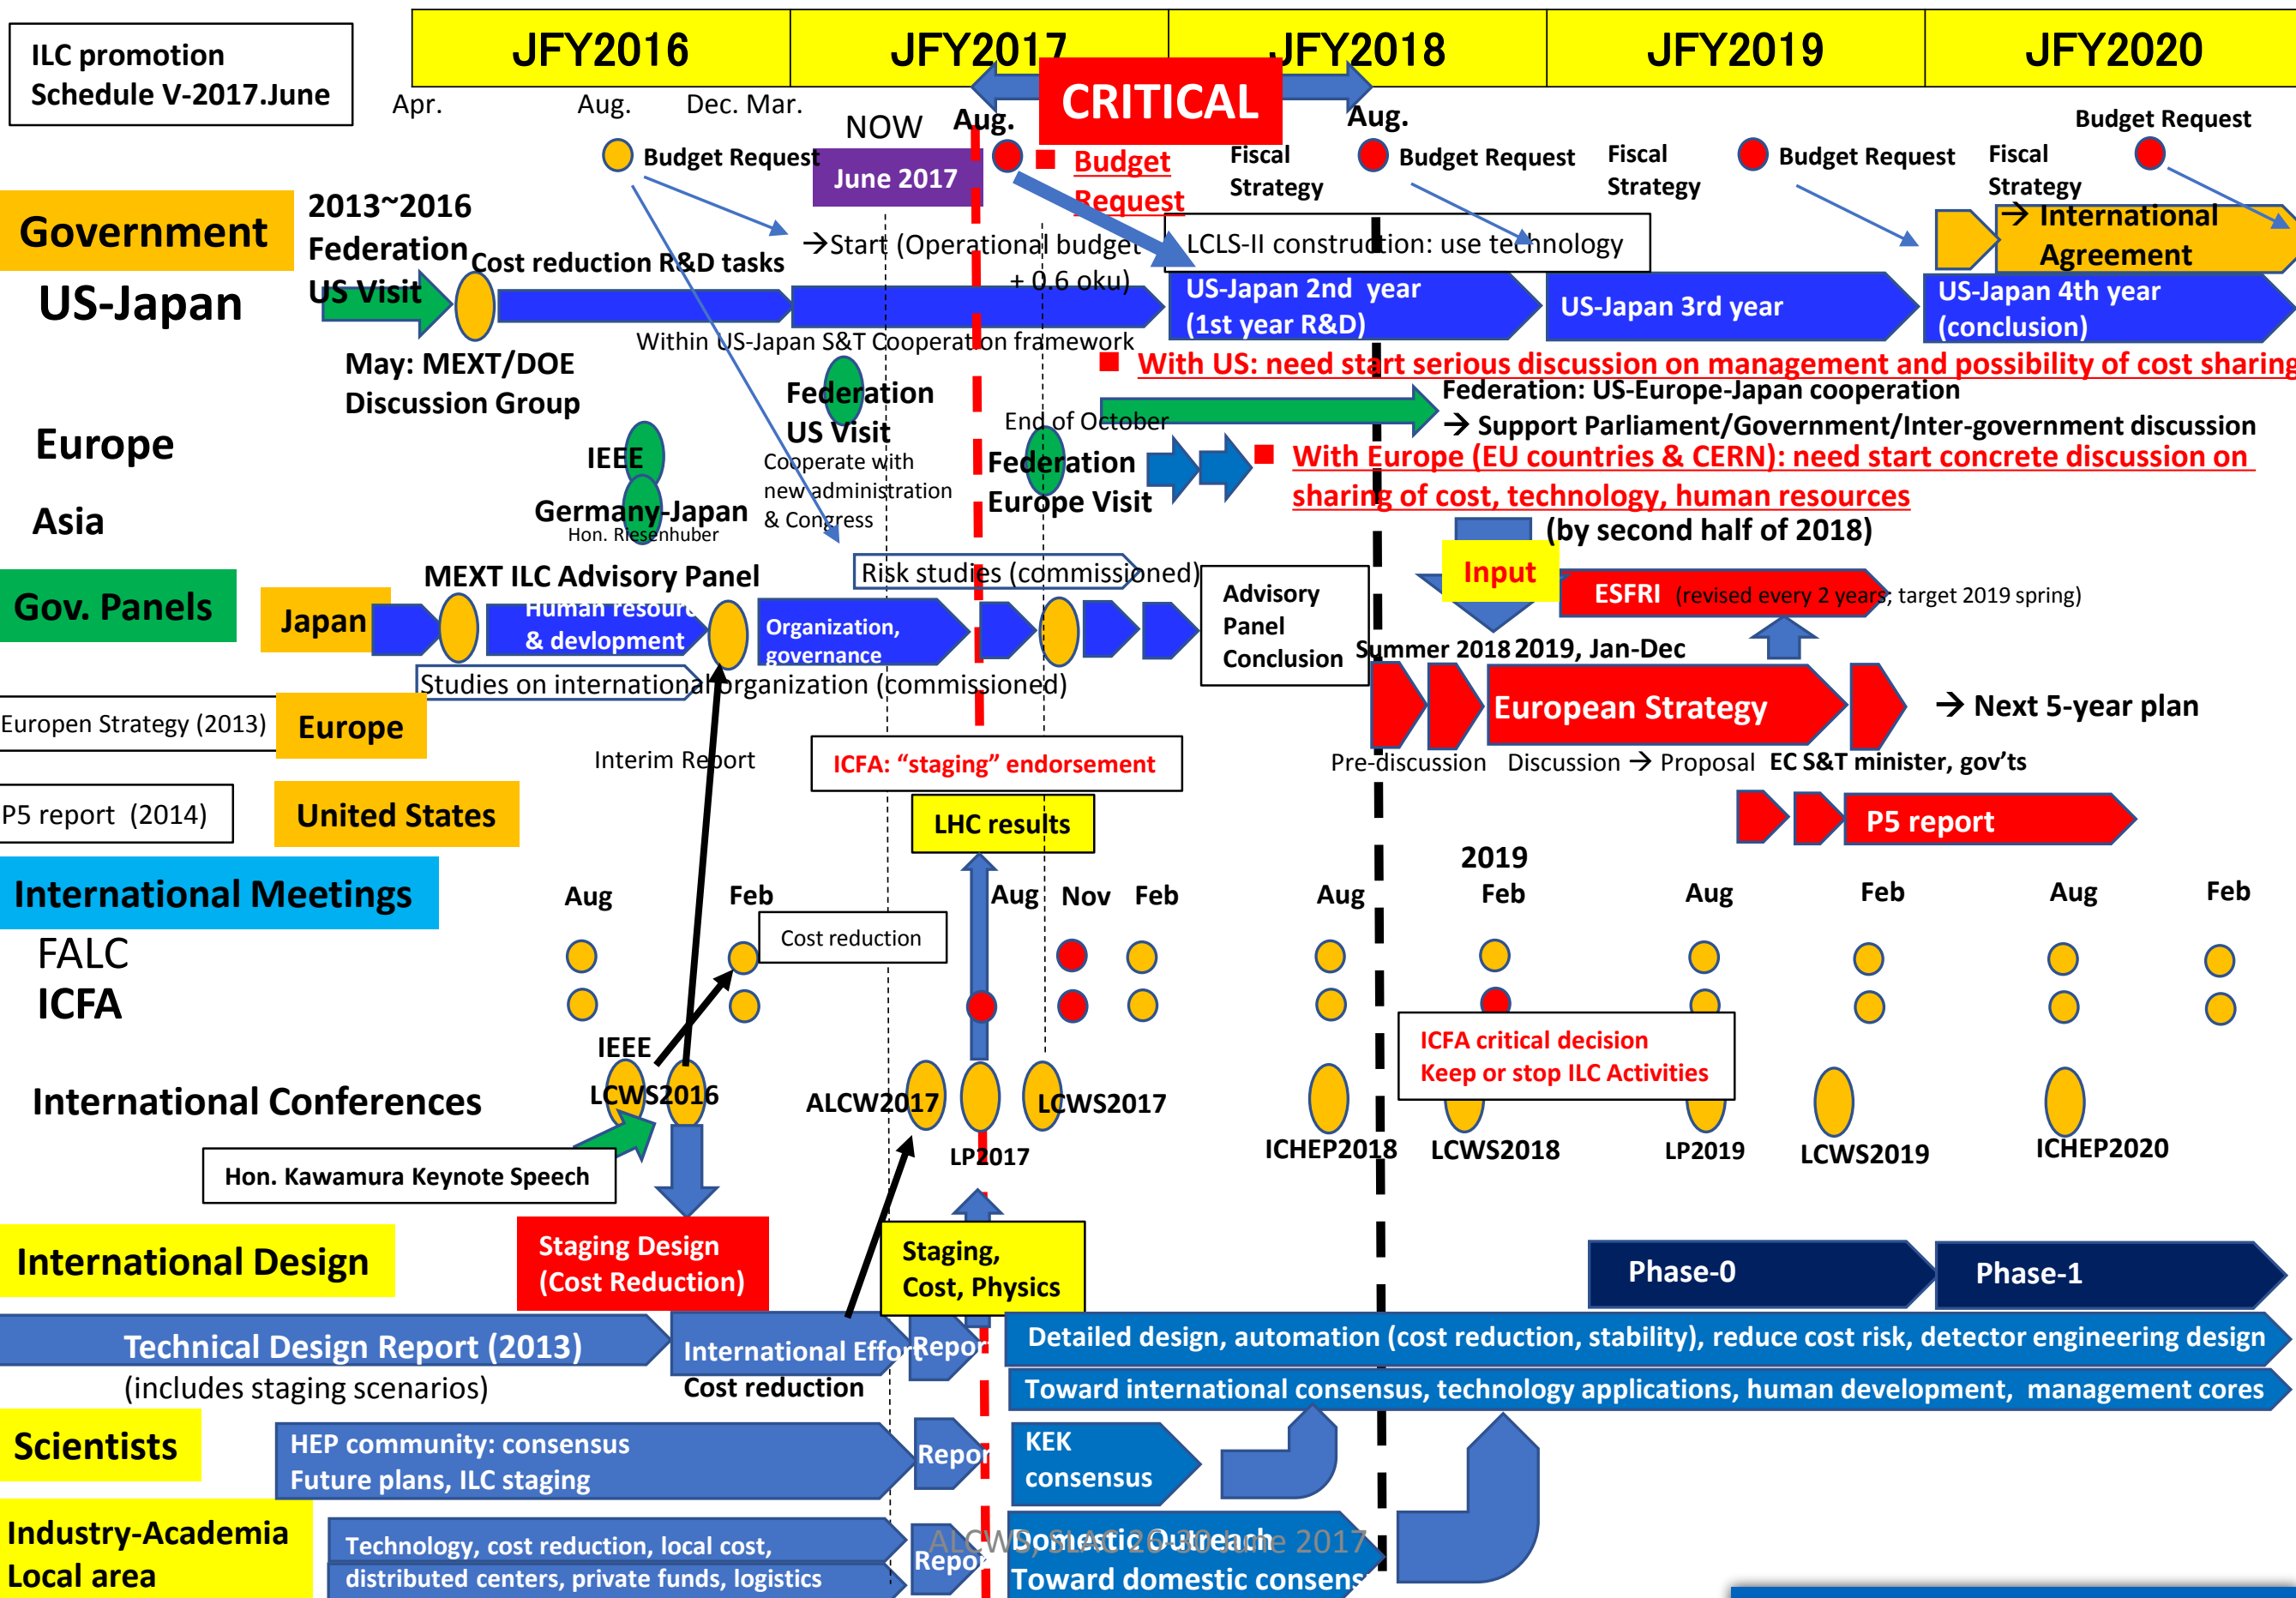 ILC promotion
Schedule V-2017.June
JFY2016
JFY2017
JFY2018
JFY2019
JFY2020
CRITICAL
Apr.
Aug.
Dec. Mar.
NOW
Aug.
Aug.
June 2017
Budget Request
Budget
Request
Fiscal
Strategy
Budget Request
Fiscal
Strategy
Budget Request
Fiscal
Strategy
Budget Request
Government
2013~2016
Federation
US Visit
→Start (Operational budget
+ 0.6 oku)
LCLS-II construction: use technology
→ International
Agreement
US-Japan
Cost reduction R&D tasks
US-Japan 2nd year
(1st year R&D)
US-Japan 3rd year
US-Japan 4th year
(conclusion)
Within US-Japan S&T Cooperation framework
May: MEXT/DOE
Discussion Group
With US: need start serious discussion on management and possibility of cost sharing
Federation
US Visit
Cooperate with
new administration
& Congress
End of October
Federation: US-Europe-Japan cooperation
→ Support Parliament/Government/Inter-government discussion
Europe
IEEE
Federation
Europe Visit
With Europe (EU countries & CERN): need start concrete discussion on
sharing of cost, technology, human resources
(by second half of 2018)
Asia
Germany-Japan
Hon. Riesenhuber
Gov. Panels
Japan
MEXT ILC Advisory Panel
Risk studies (commissioned)
Human resourc
& devlopment
Organization,
governance
Advisory
Panel
Conclusion
Input
ESFRI (revised every 2 years; target 2019 spring)
Studies on international organization (commissioned)
Summer 2018
2019, Jan-Dec
Europen Strategy (2013)
Europe
European Strategy
→ Next 5-year plan
Interim Report
ICFA: “staging” endorsement
Pre-discussion
Discussion → Proposal
EC S&T minister, gov’ts
P5 report (2014)
United States
LHC results
P5 report
International Meetings
Aug
Feb
Aug
Nov
Feb
Aug
2019
Feb
Aug
Feb
Aug
Feb
Cost reduction
FALC
ICFA
ICFA critical decision
Keep or stop ILC Activities
International Conferences
IEEE
LCWS2016
ALCW2017
LP2017
LCWS2017
ICHEP2018
LCWS2018
LP2019
LCWS2019
ICHEP2020
Hon. Kawamura Keynote Speech
International Design
Staging Design
(Cost Reduction)
Staging,
Cost, Physics
Phase-0
Phase-1
Technical Design Report (2013)
(includes staging scenarios)
International Effort
Cost reduction
Repor
Detailed design, automation (cost reduction, stability), reduce cost risk, detector engineering design
Toward international consensus, technology applications, human development, management cores
Scientists
HEP community: consensus
Future plans, ILC staging
Repor
KEK
consensus
Industry-Academia
Local area
Technology, cost reduction, local cost,
distributed centers, private funds, logistics
Repor
Domestic Outreach
Toward domestic consens
ALCWS, SLAC 26-30 June 2017